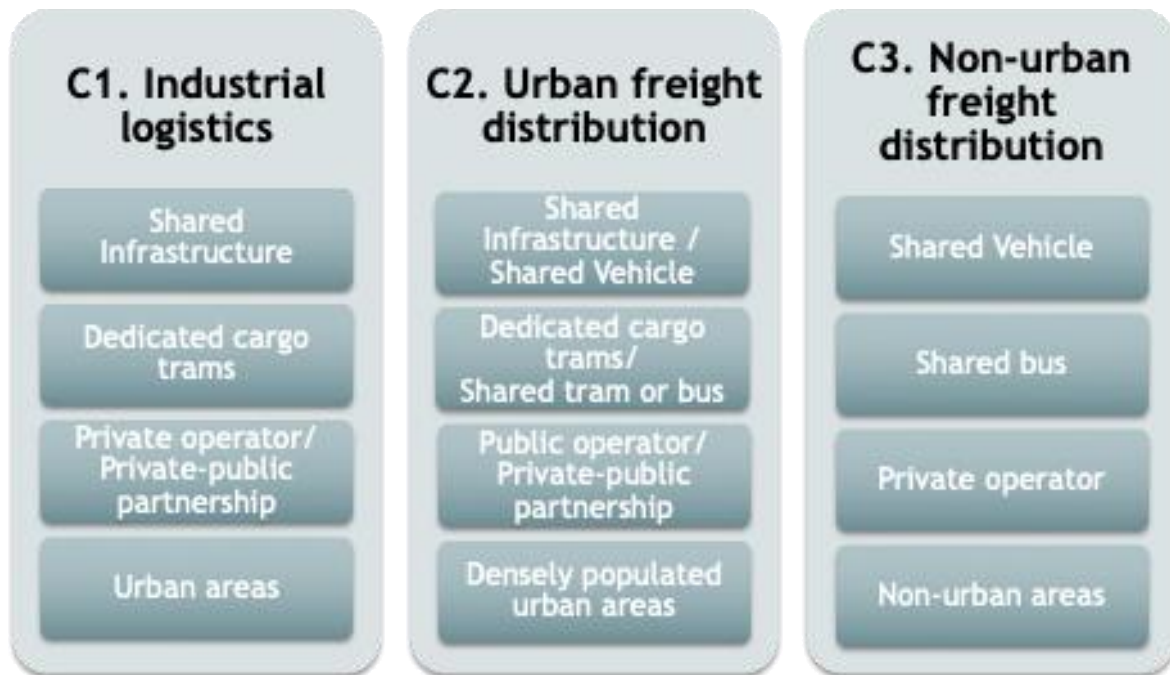 C1. Industrial
logistics
Shared
Infrastructure
Dedicated cargo
trams
Private operator/
Private-public
partnership
Urban areas
C2. Urban freight
distribution
Shared
Infrastructure /
Shared Vehicle
Dedicated cargo
trams/
Shared tram or bus
Public operator/
Private-public
partnership
Densely populated
urban areas
C3. Non-urban
freight
distribution
Shared Vehicle
Shared bus
Private operator
Non-urban areas